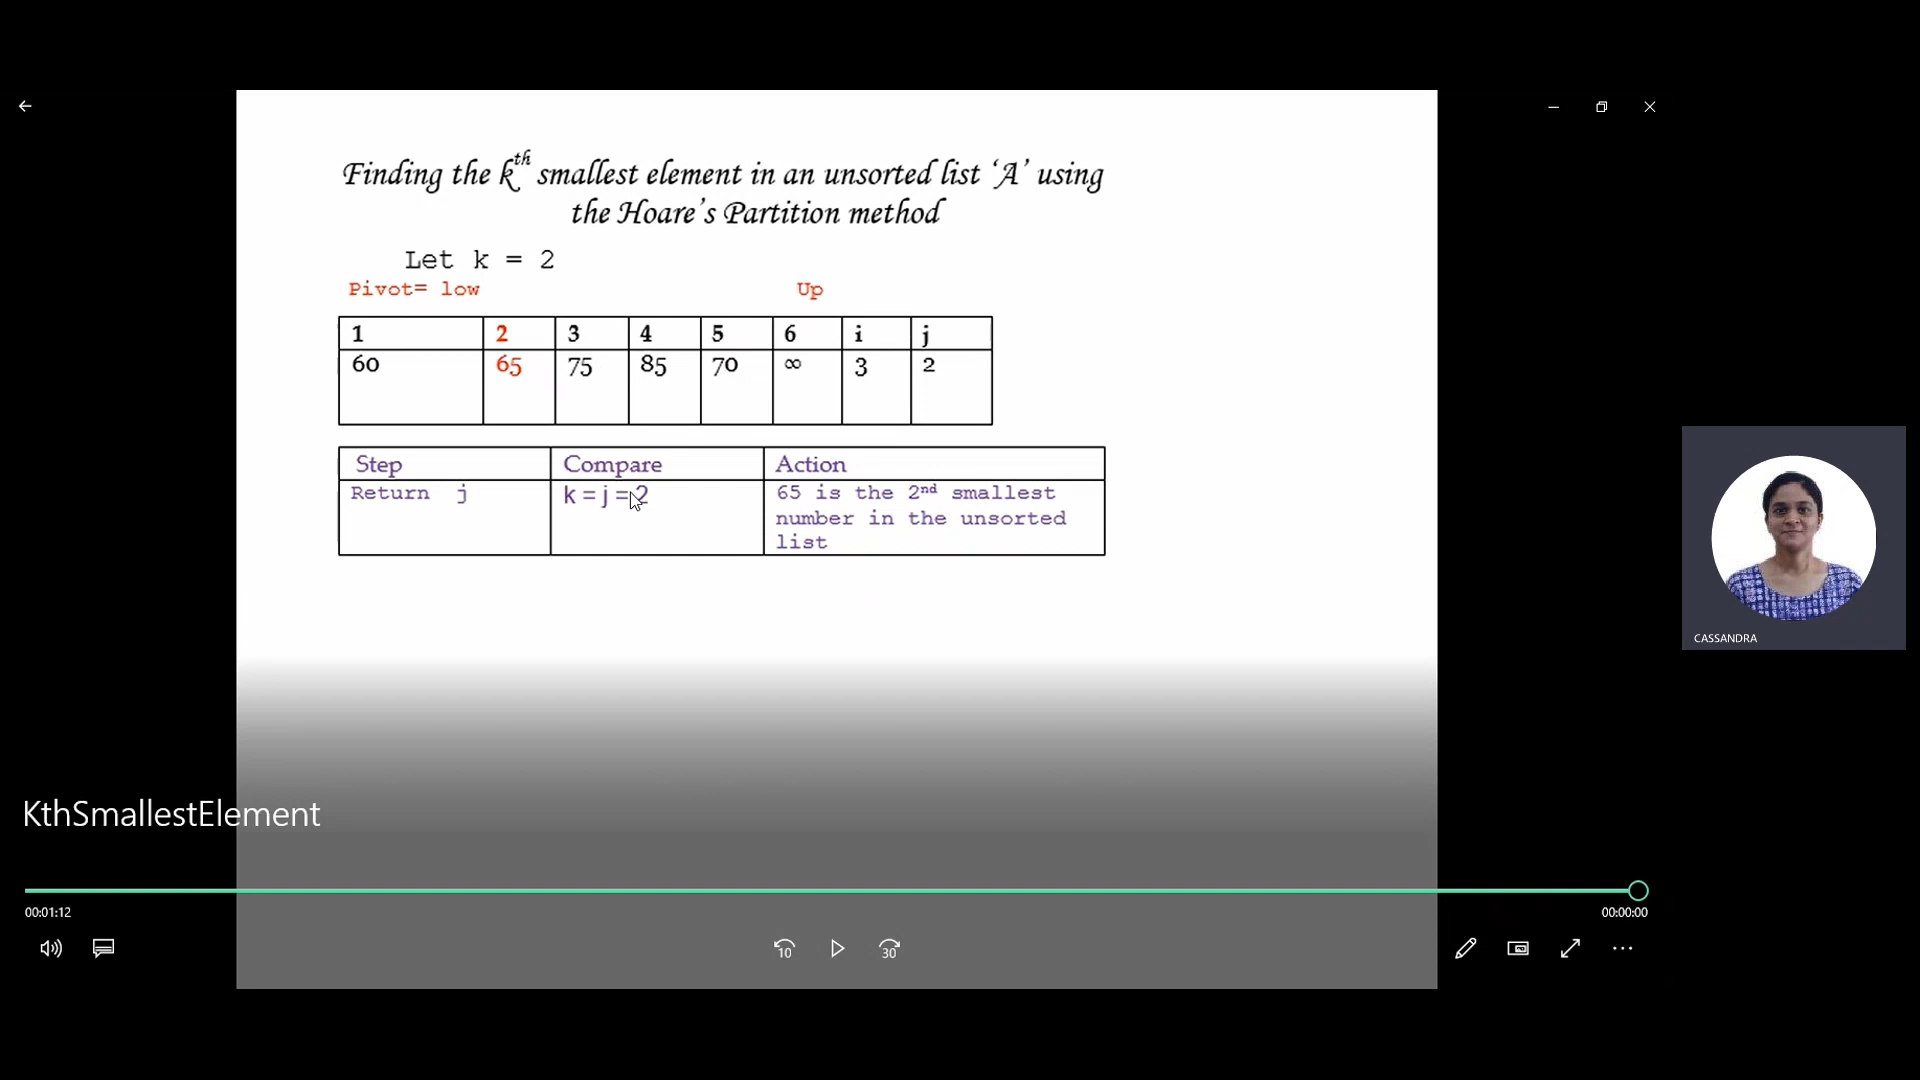 Finding the kth smallest element in an unsorted list ‘A’ using
the Hoare’s Partition method
Let k = 2
Pivot= low Up
1 2 3 4 5 6 i j
60 65 75 85 70 ∞ 3 2
Step Compare Action
Return j k = j = 2 65 is the 2nd smallest
number in the unsorted
list
CASSANDRA
KthSmallestElement
00:01:12 00:00:00
10 30